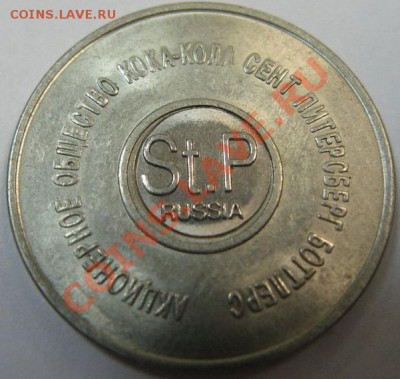 COINS.LAVE.RU
АКЦИОНЕРНОЕ ОБЩЕСТВО КОКА-КОЛА СЕНТ ПИТЕРСБЕРГ БОТТЛЕРС
St.P
RUSSIA
COINS.LAVE.RU